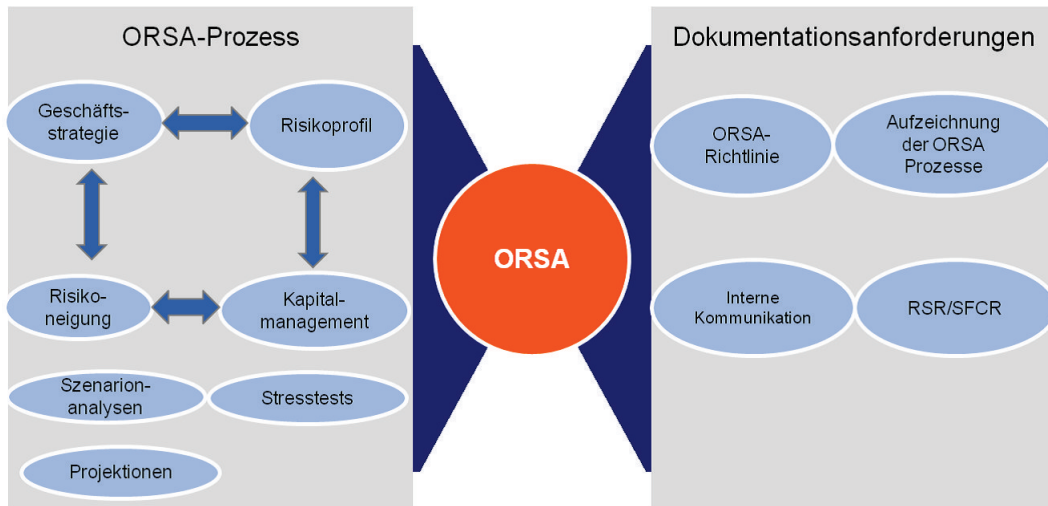 ORSA-Prozess
Geschäfts-
strategie
Risikoprofil
Risiko-
neigung
Kapital-
management
Szenarion-
analysen
Stresstests
Projektionen
ORSA
Dokumentationsanforderungen
ORSA-
Richtlinie
Aufzeichnung
der ORSA
Prozesse
Interne
Kommunikation
RSR/SFCR